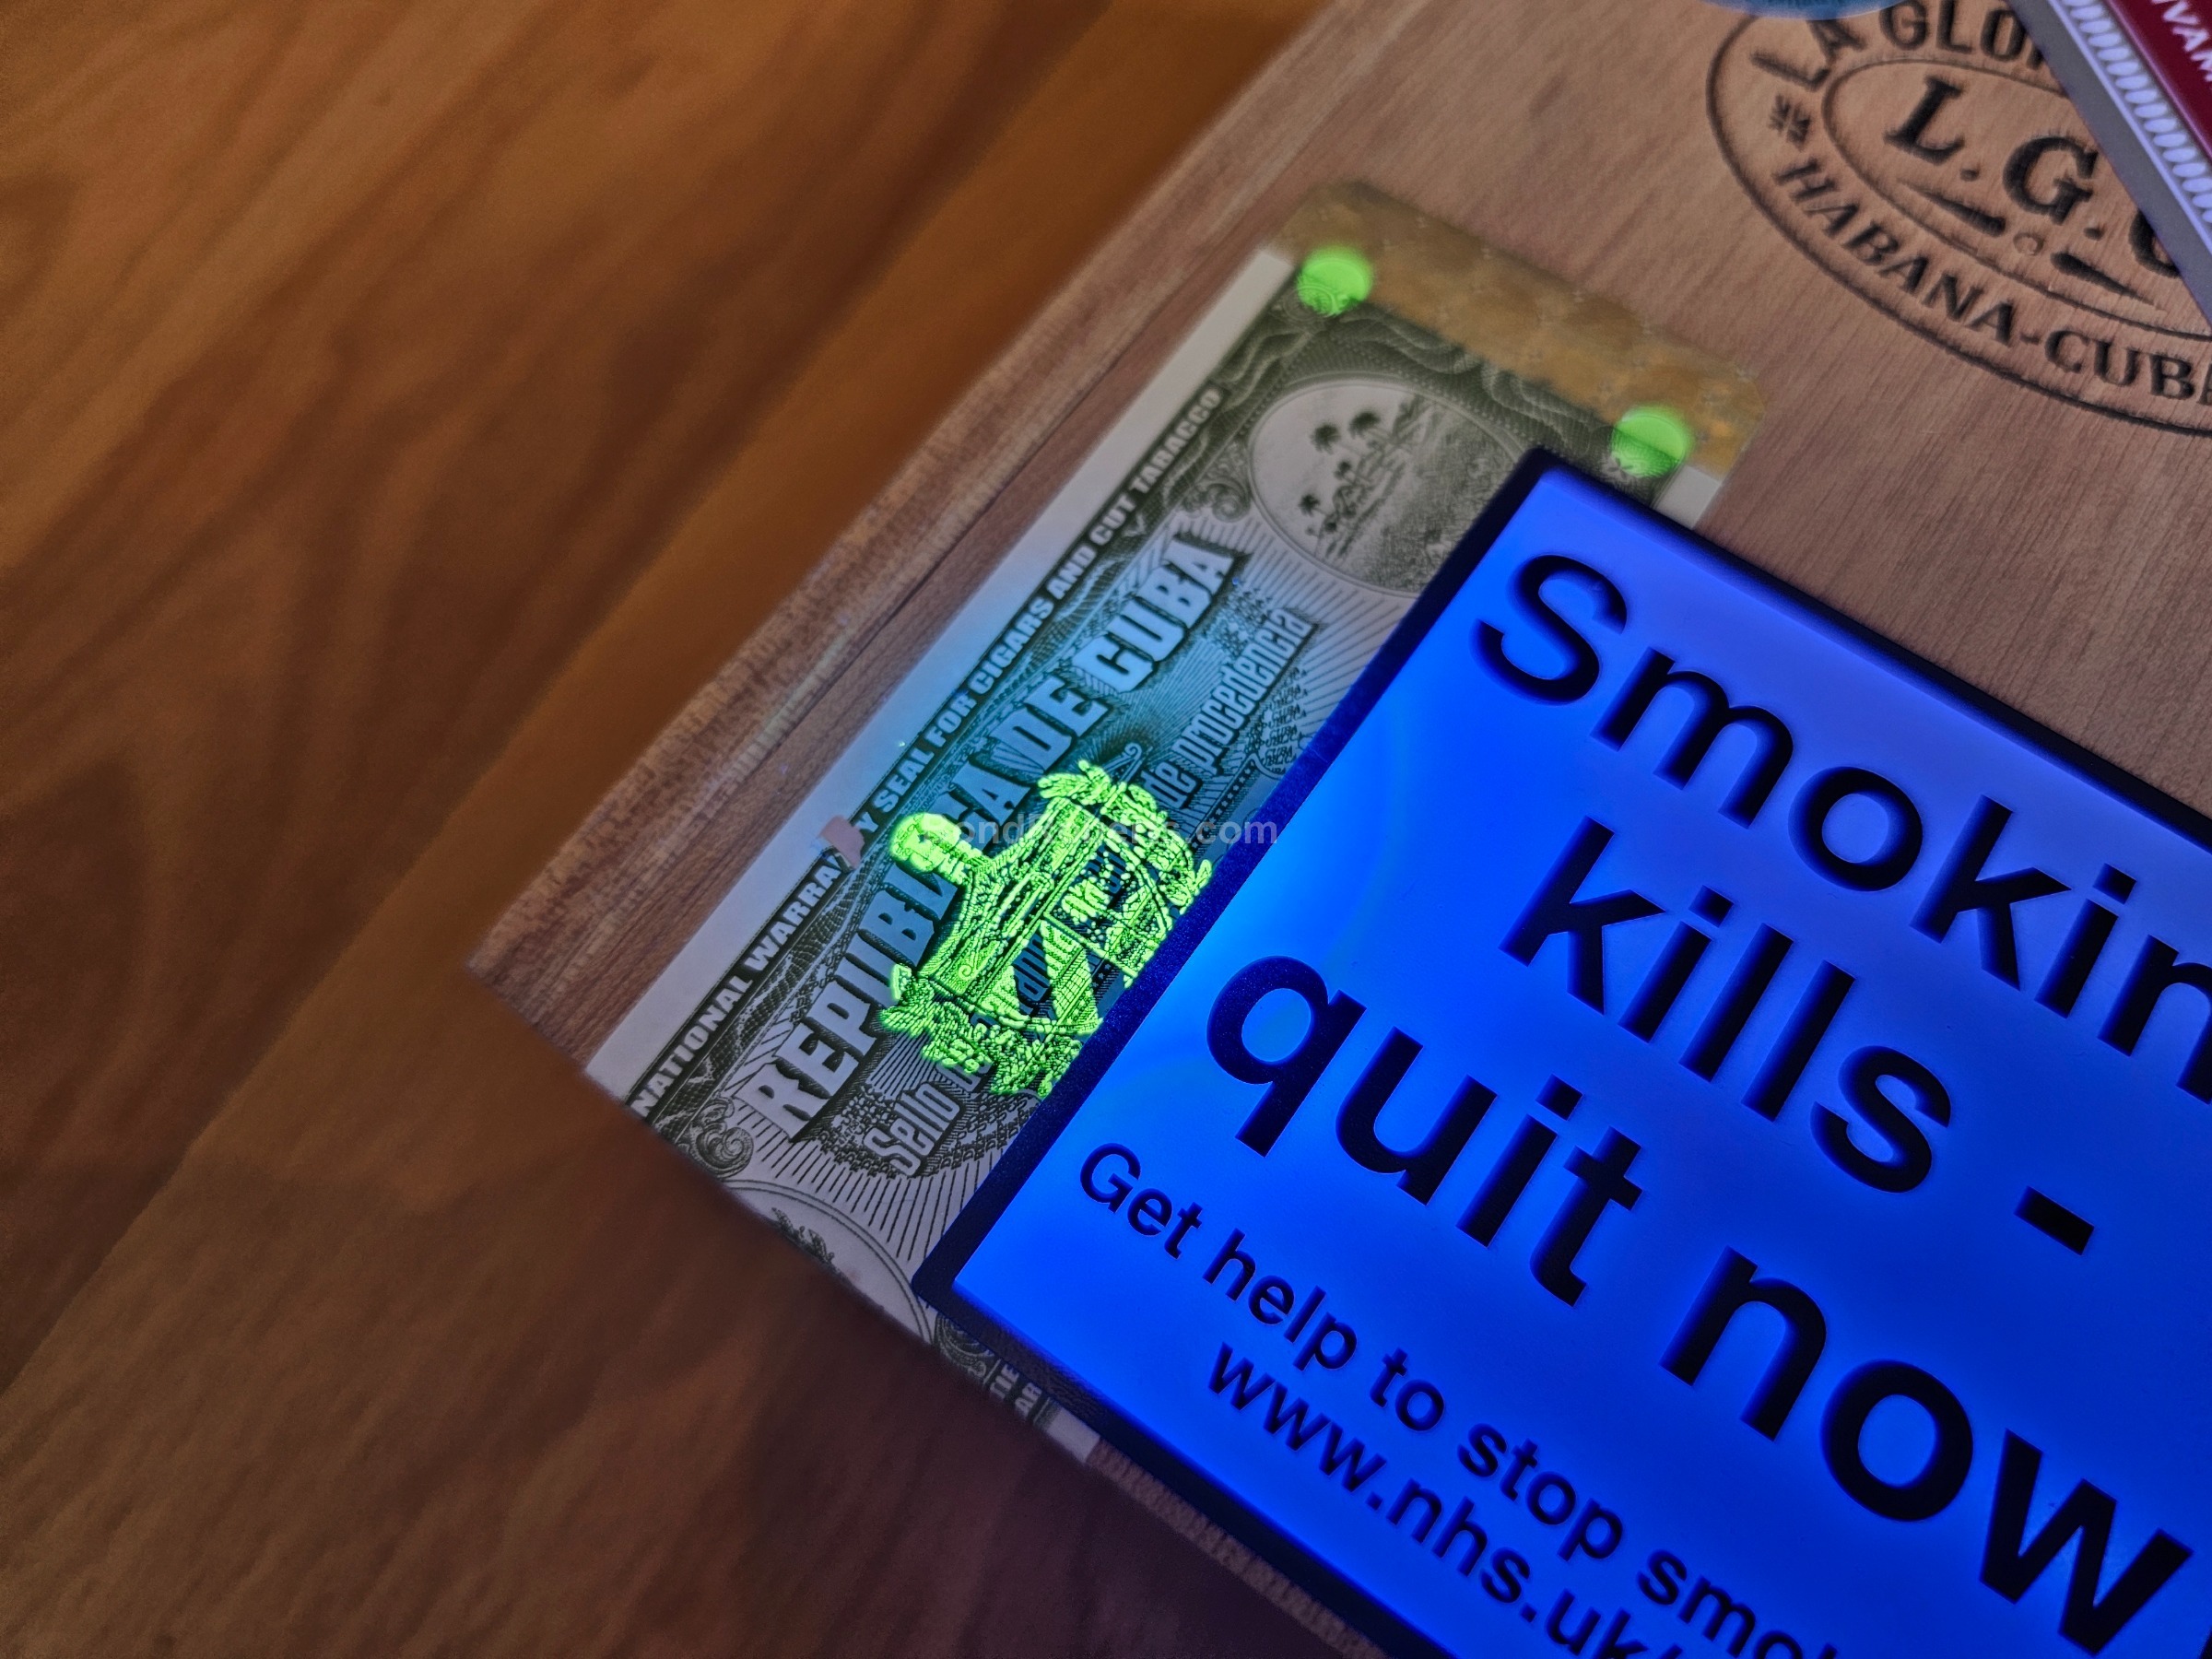 LA GLO
L.G.
HABANA-CUB
NATIONAL WARRA Y SEAL FOR CIGARS AND CUT TABACCO
REPUBLICA DE CUBA
Sello de procedencia
Smokin
kills -
quit now
Get help to stop smo
www.nhs.uk/